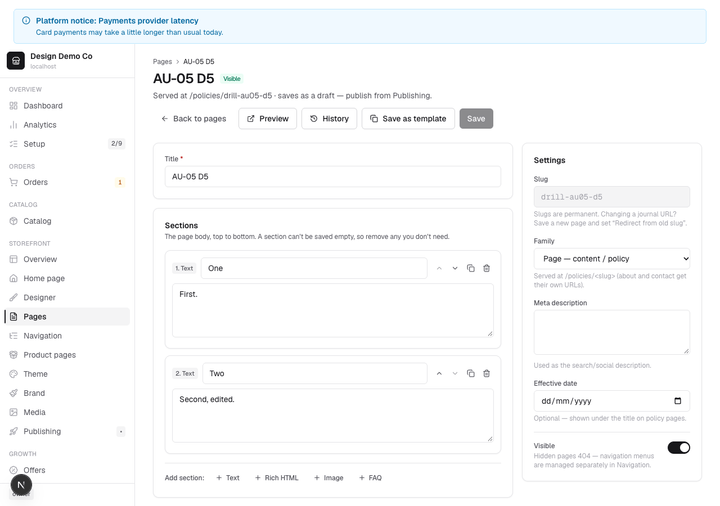 Platform notice: Payments provider latency
Card payments may take a little longer than usual today.
Design Demo Co
localhost
OVERVIEW
Dashboard
Analytics
Setup 2/9
ORDERS
Orders 1
CATALOG
Catalog
STOREFRONT
Overview
Home page
Designer
Pages
Navigation
Product pages
Theme
Brand
Media
Publishing
GROWTH
Offers
N
Pages › AU-05 D5
AU-05 D5 Visible
Served at /policies/drill-au05-d5 · saves as a draft — publish from Publishing.
Back to pages Preview History Save as template Save
Title *
AU-05 D5
Sections
The page body, top to bottom. A section can't be saved empty, so remove any you don't need.
1. Text One
First.
2. Text Two
Second, edited.
Add section: + Text + Rich HTML + Image + FAQ
Settings
Slug
drill-au05-d5
Slugs are permanent. Changing a journal URL?
Save a new page and set "Redirect from old slug".
Family
Page — content / policy
Served at /policies/<slug> (about and contact get
their own URLs).
Meta description
Used as the search/social description.
Effective date
dd/mm/yyyy
Optional — shown under the title on policy pages.
Visible
Hidden pages 404 — navigation menus
are managed separately in Navigation.